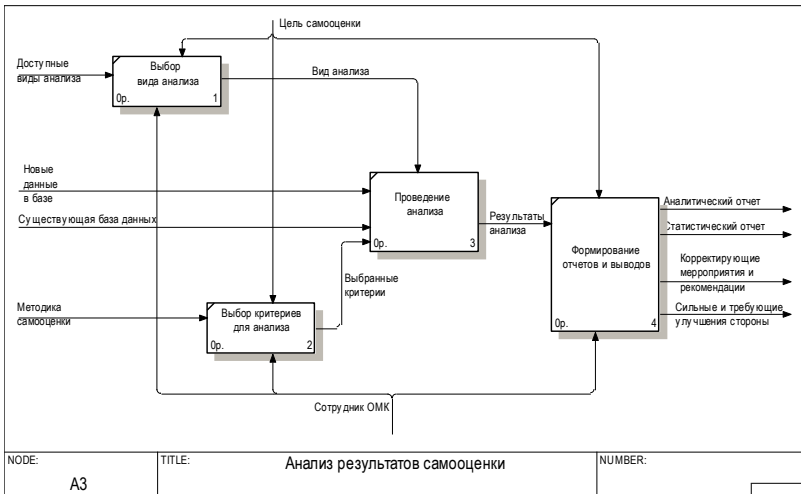 Цель самооценки
Доступные
виды анализа
Выбор
вида анализа
0р.
1
Вид анализа
Новые
данные
в базе
Существующая база данных
Проведение
анализа
0р.
3
Результаты
анализа
Формирование
отчетов и выводов
0р.
4
Аналитический отчет
Статистический отчет
Корректирующие
мерроприятия и
рекомендации
Сильные и требующие
улучшения стороны
Выбранные
критерии
Методика
самооценки
Выбор критериев
для анализа
0р.
2
Сотрудник ОМК
NODE:
A3
TITLE:
Анализ результатов самооценки
NUMBER: